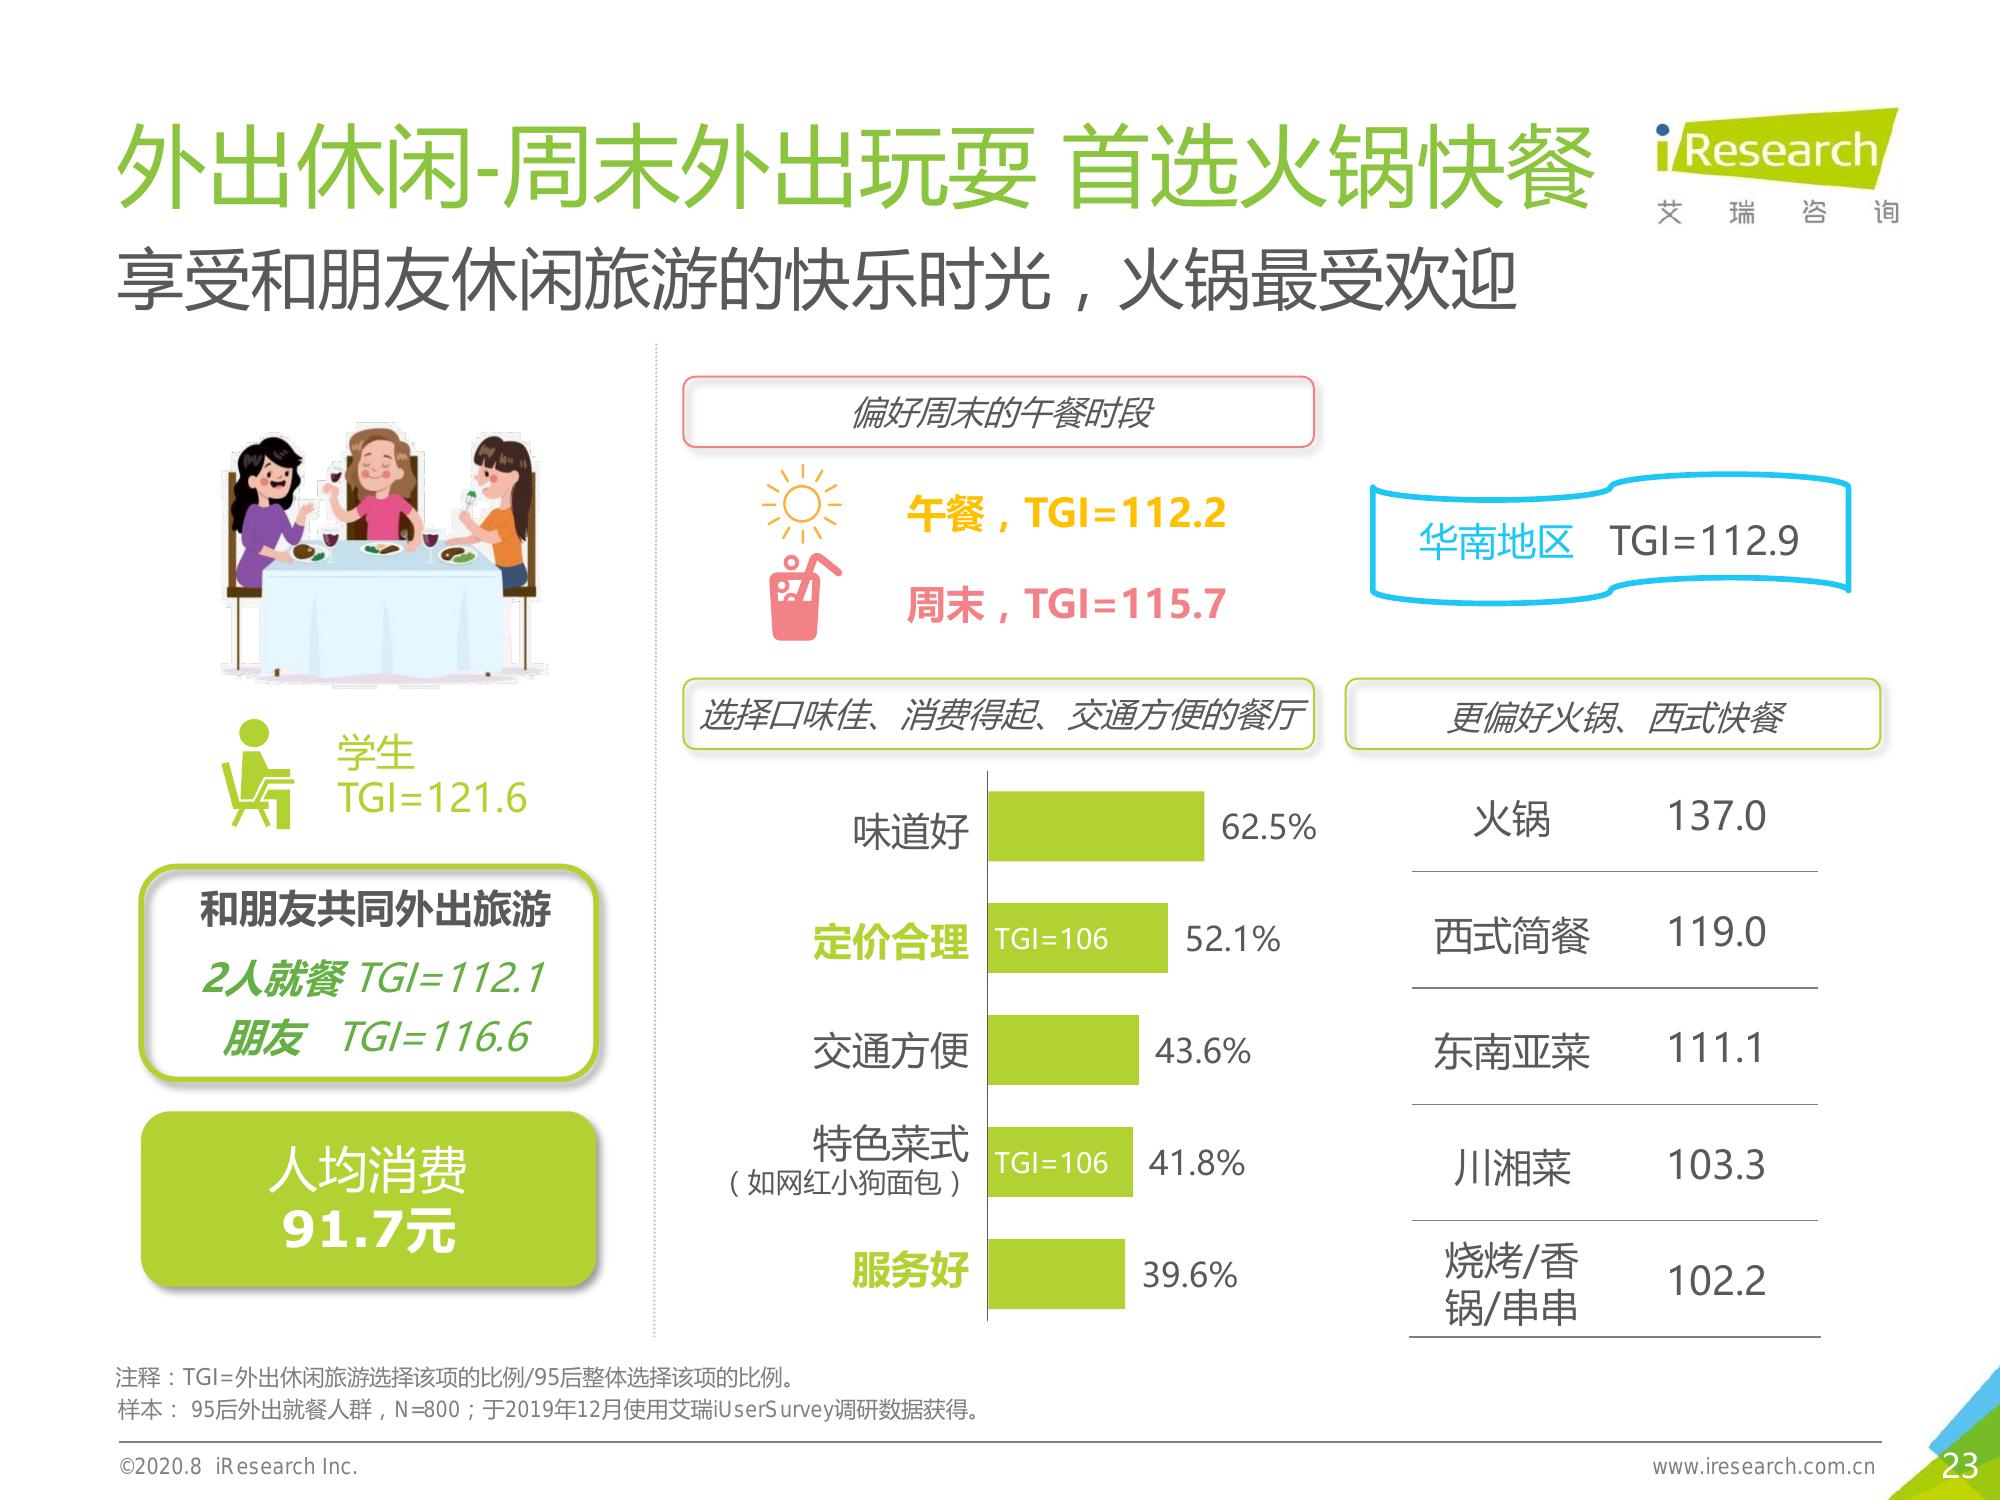 外出休闲-周末外出玩耍 首选火锅快餐
iResearch
艾瑞咨询
享受和朋友休闲旅游的快乐时光，火锅最受欢迎
学生
TGI=121.6
和朋友共同外出旅游
2人就餐 TGI=112.1
朋友 TGI=116.6
人均消费
91.7元
偏好周末的午餐时段
午餐，TGI=112.2
周末，TGI=115.7
华南地区 TGI=112.9
选择口味佳、消费得起、交通方便的餐厅
味道好 62.5%
定价合理 TGI=106 52.1%
交通方便 43.6%
特色菜式 TGI=106 41.8%
（如网红小狗面包）
服务好 39.6%
更偏好火锅、西式快餐
火锅 137.0
西式简餐 119.0
东南亚菜 111.1
川湘菜 103.3
烧烤/香
锅/串串 102.2
注释：TGI=外出休闲旅游选择该项的比例/95后整体选择该项的比例。
样本： 95后外出就餐人群，N=800；于2019年12月使用艾瑞iUserSurvey调研数据获得。
©2020.8 iResearch Inc.
www.iresearch.com.cn
23